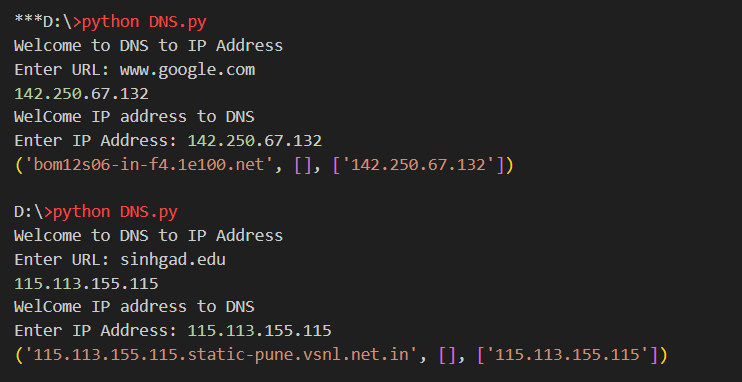 ***D:\>python DNS.py
Welcome to DNS to IP Address
Enter URL: www.google.com
142.250.67.132
WelCome IP address to DNS
Enter IP Address: 142.250.67.132
('bom12s06-in-f4.1e100.net', [], ['142.250.67.132'])
D:\>python DNS.py
Welcome to DNS to IP Address
Enter URL: sinhgad.edu
115.113.155.115
WelCome IP address to DNS
Enter IP Address: 115.113.155.115
('115.113.155.115.static-pune.vsnl.net.in', [], ['115.113.155.115'])